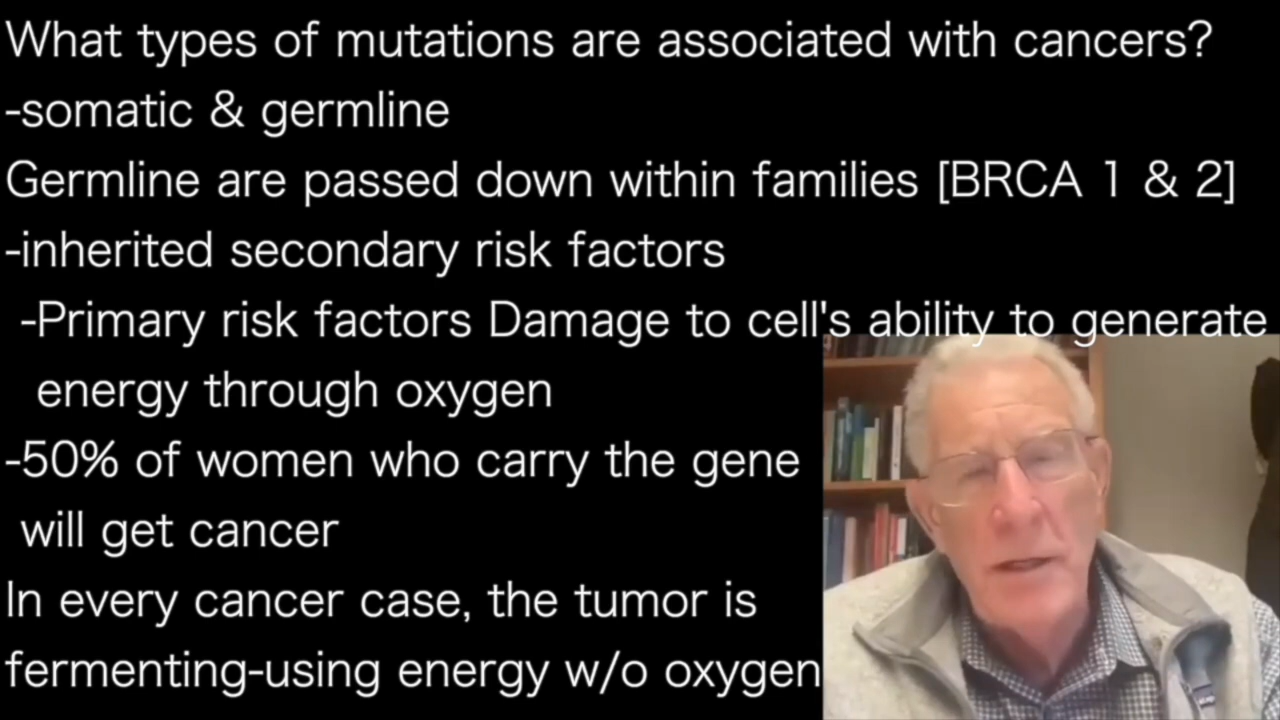 What types of mutations are associated with cancers?
-somatic & germline
Germline are passed down within families [BRCA 1 & 2]
-inherited secondary risk factors
-Primary risk factors Damage to cell's ability to generate
energy through oxygen
-50% of women who carry the gene
will get cancer
In every cancer case, the tumor is
fermenting-using energy w/o oxygen